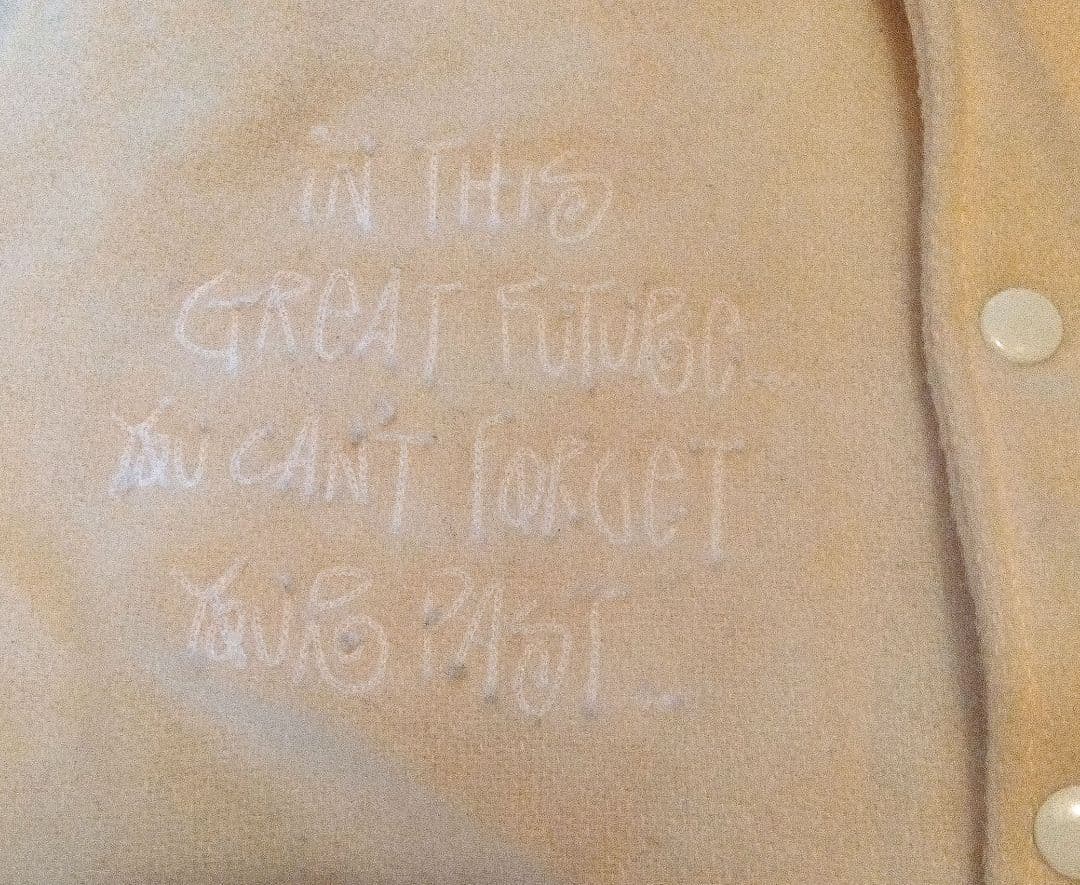 IN THIS
GREAT FUTURE...
YOU CAN'T FORGET
YOUR PAST...